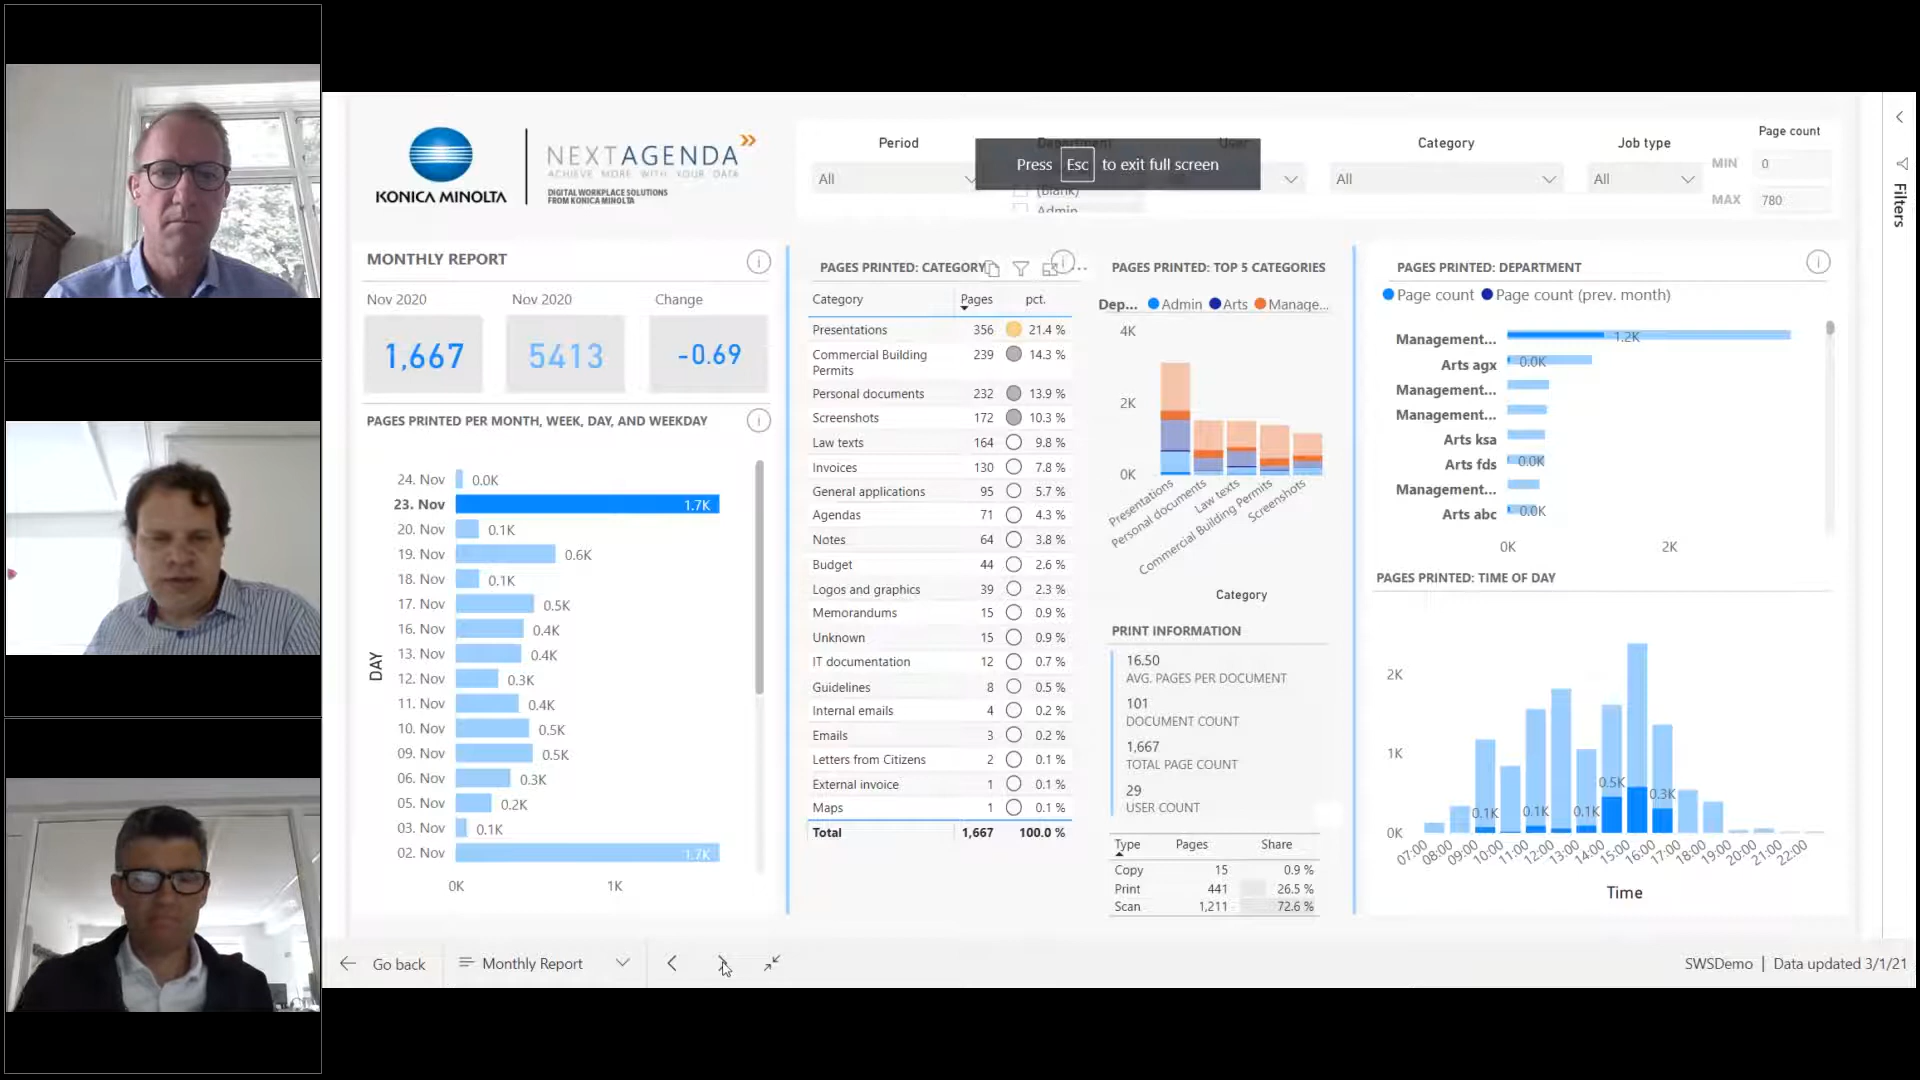 KONICA MINOLTA
NEXTAGENDA
ACHIEVE MORE WITH YOUR DATA
DIGITAL WORKPLACE SOLUTIONS
FROM KONICA MINOLTA
Period
All
Department
(Blank)
Admin
User
Press Esc to exit full screen
Category
All
Job type
All
Page count
MIN 0
MAX 780
Filters
MONTHLY REPORT
Nov 2020 Nov 2020 Change
1,667 5413 -0.69
PAGES PRINTED PER MONTH, WEEK, DAY, AND WEEKDAY
DAY
24. Nov 0.0K
23. Nov 1.7K
20. Nov 0.1K
19. Nov 0.6K
18. Nov 0.1K
17. Nov 0.5K
16. Nov 0.4K
13. Nov 0.4K
12. Nov 0.3K
11. Nov 0.4K
10. Nov 0.5K
09. Nov 0.5K
06. Nov 0.3K
05. Nov 0.2K
03. Nov 0.1K
02. Nov 1.7K
0K 1K
PAGES PRINTED: CATEGORY
Category Pages pct.
Presentations 356 21.4 %
Commercial Building
Permits 239 14.3 %
Personal documents 232 13.9 %
Screenshots 172 10.3 %
Law texts 164 9.8 %
Invoices 130 7.8 %
General applications 95 5.7 %
Agendas 71 4.3 %
Notes 64 3.8 %
Budget 44 2.6 %
Logos and graphics 39 2.3 %
Memorandums 15 0.9 %
Unknown 15 0.9 %
IT documentation 12 0.7 %
Guidelines 8 0.5 %
Internal emails 4 0.2 %
Emails 3 0.2 %
Letters from Citizens 2 0.1 %
External invoice 1 0.1 %
Maps 1 0.1 %
Total 1,667 100.0 %
PAGES PRINTED: TOP 5 CATEGORIES
Dep... Admin Arts Manage...
4K
2K
0K
Presentations
Personal documents
Law texts
Commercial Building Permits
Screenshots
Category
PRINT INFORMATION
16.50
AVG. PAGES PER DOCUMENT
101
DOCUMENT COUNT
1,667
TOTAL PAGE COUNT
29
USER COUNT
Type Pages Share
Copy 15 0.9 %
Print 441 26.5 %
Scan 1,211 72.6 %
PAGES PRINTED: DEPARTMENT
Page count Page count (prev. month)
Management... 1.2K
Arts agx 0.0K
Management...
Management...
Arts ksa
Arts fds 0.0K
Management...
Arts abc 0.0K
0K 2K
PAGES PRINTED: TIME OF DAY
2K
1K
0K
0.1K 0.1K 0.1K 0.5K 0.3K
07:00 08:00 09:00 10:00 11:00 12:00 13:00 14:00 15:00 16:00 17:00 18:00 19:00 20:00 21:00 22:00
Time
Go back Monthly Report
SWSDemo | Data updated 3/1/21